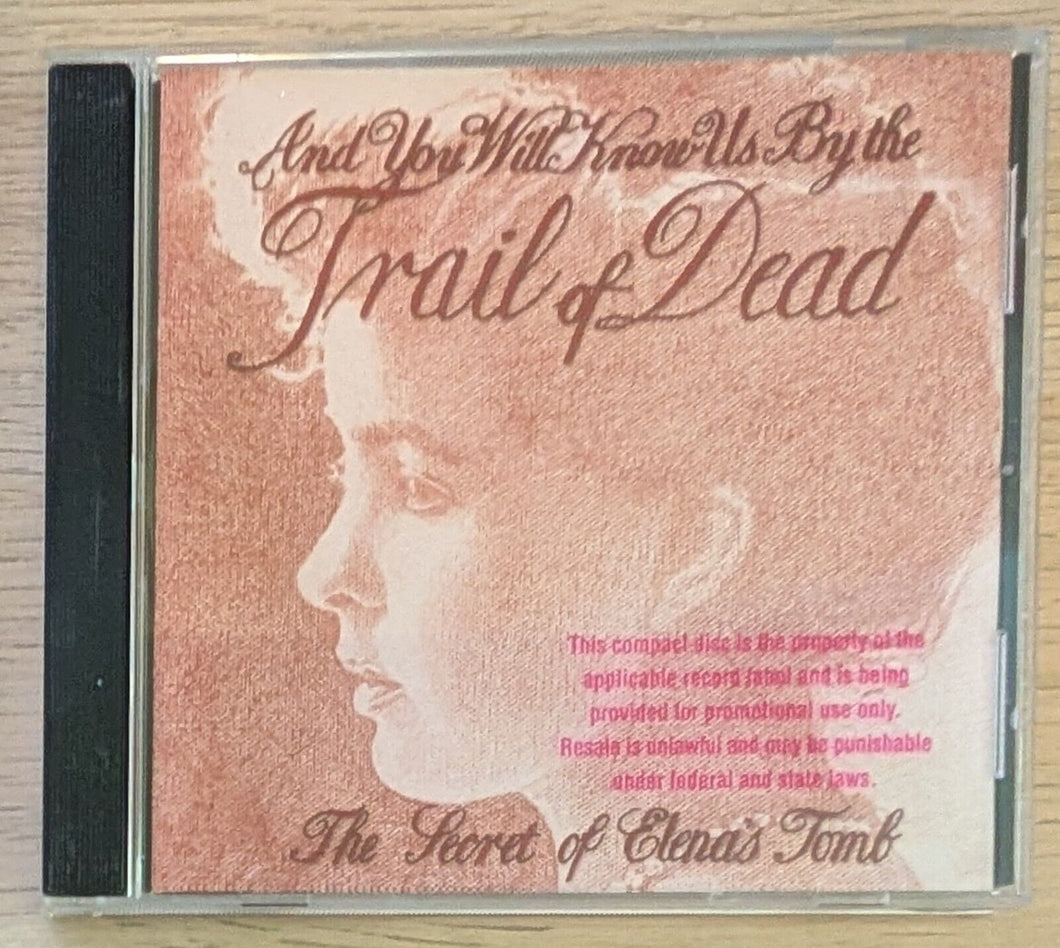 And You Will Know Us By the
Trail of Dead
This compact disc is the property of the
applicable record label and is being
provided for promotional use only.
Resale is unlawful and may be punishable
under federal and state laws.
The Secret of Elena's Tomb